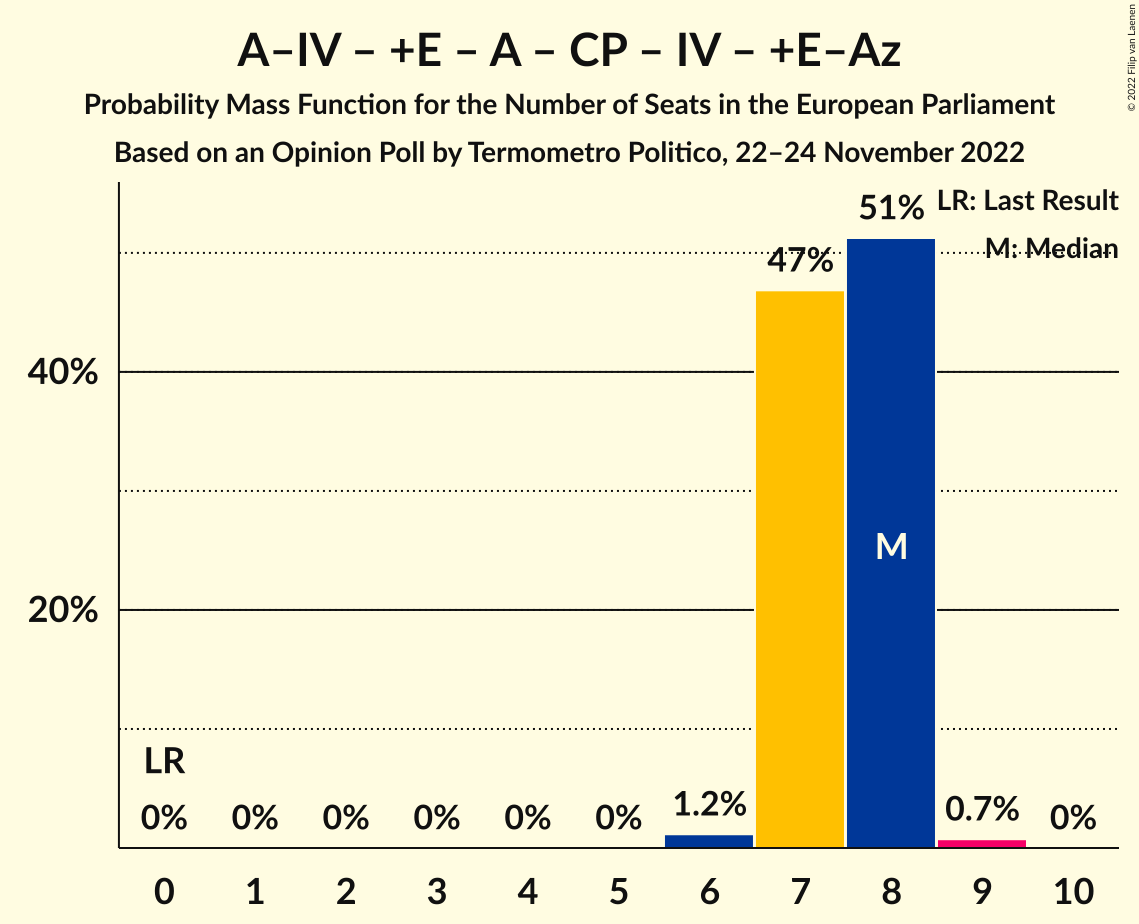 A–IV – +E – A – CP – IV – +E–Az
Probability Mass Function for the Number of Seats in the European Parliament
Based on an Opinion Poll by Termometro Politico, 22–24 November 2022
© 2022 Filip van Laenen
LR: Last Result
M: Median
51%
47%
40%
M
20%
LR
0% 0% 0% 0% 0% 0% 1.2% 0.7% 0%
0 1 2 3 4 5 6 7 8 9 10